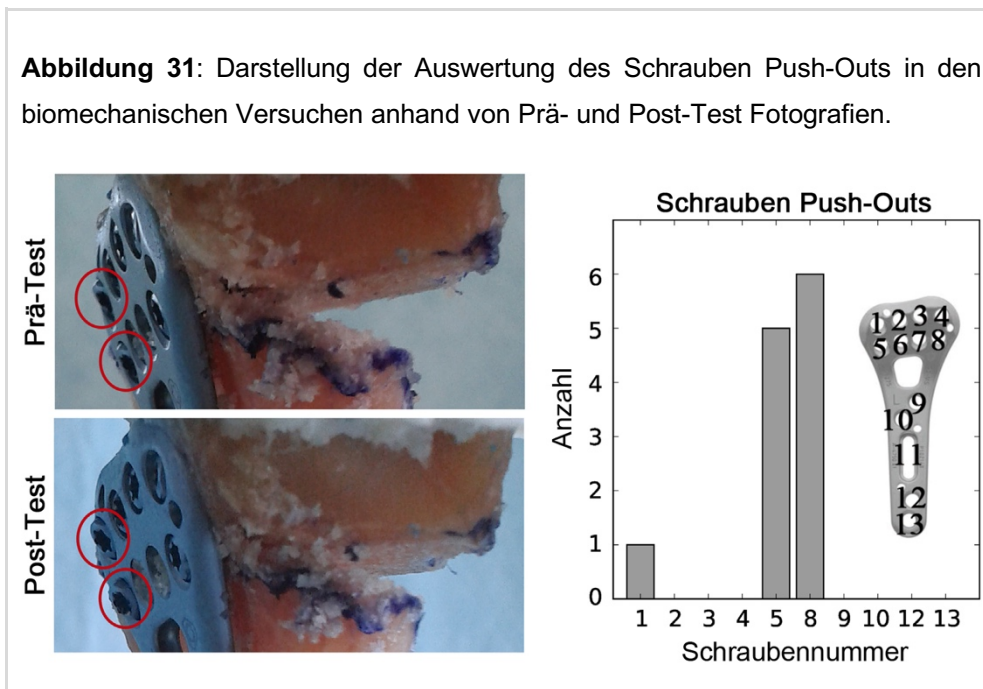 Abbildung 31: Darstellung der Auswertung des Schrauben Push-Outs in den
biomechanischen Versuchen anhand von Prä- und Post-Test Fotografien.
Prä-Test
Post-Test
Schrauben Push-Outs
Anzahl
6
5
4
3
2
1
0
1 2 3 4 5 8 9 10 12 13
Schraubennummer
1 2 3 4
5 6 7 8
9
10
11
12
13